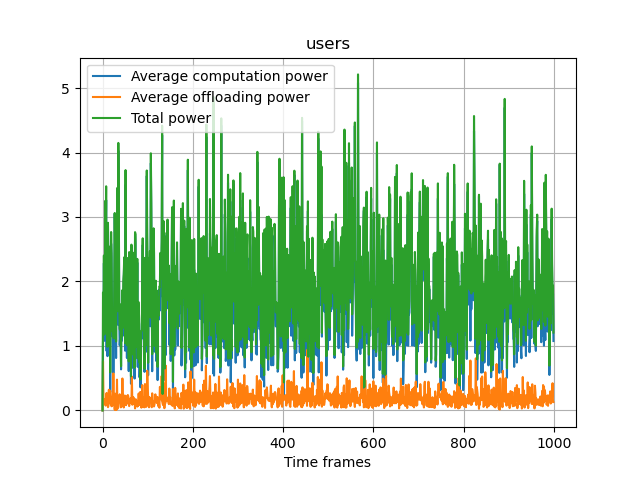 users
Average computation power
Average offloading power
Total power
5
4
3
2
1
0
0 200 400 600 800 1000
Time frames